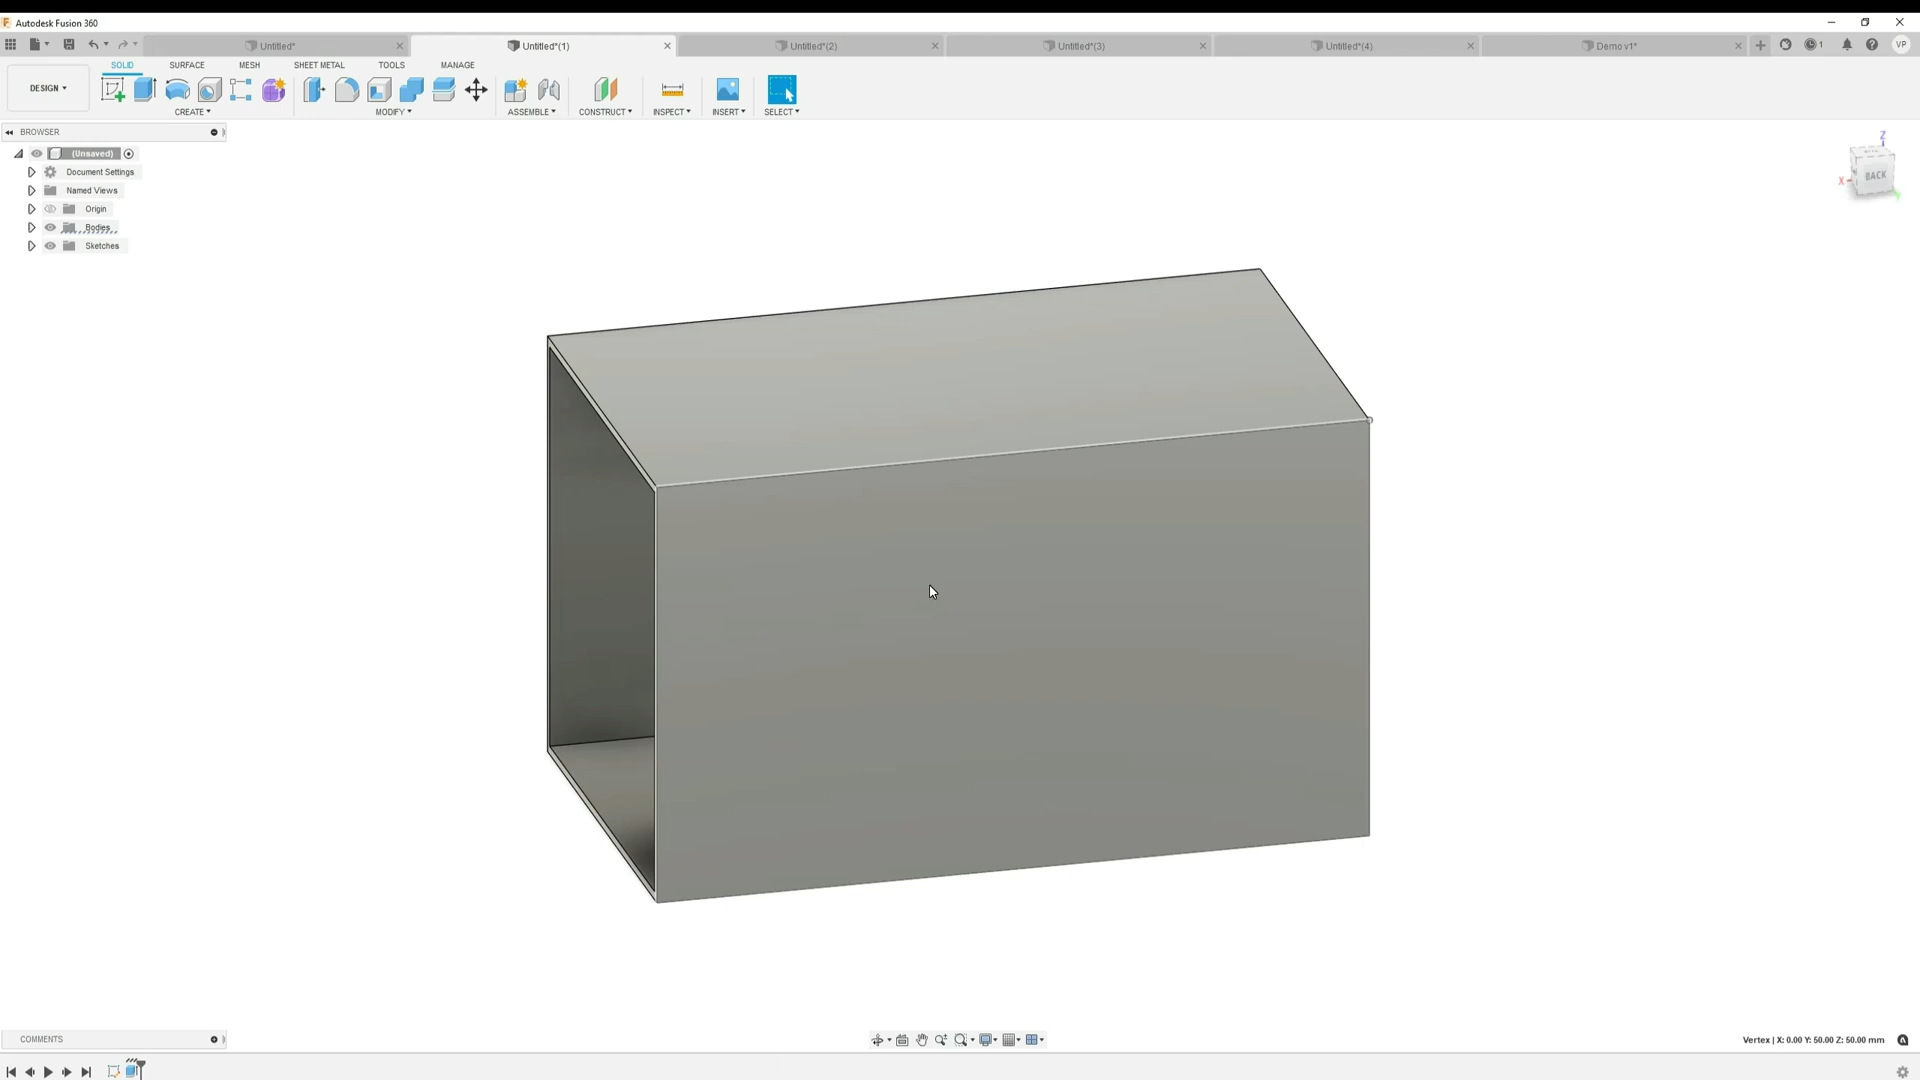 Autodesk Fusion 360
Untitled*
Untitled*(1)
Untitled*(2)
Untitled*(3)
Untitled*(4)
Demo v1*
1
VP
SOLID
SURFACE
MESH
SHEET METAL
TOOLS
MANAGE
DESIGN
CREATE
MODIFY
ASSEMBLE
CONSTRUCT
INSPECT
INSERT
SELECT
BROWSER
(Unsaved)
Document Settings
Named Views
Origin
Bodies
Sketches
Z
X
BACK
COMMENTS
Vertex | X: 0.00 Y: 50.00 Z: 50.00 mm